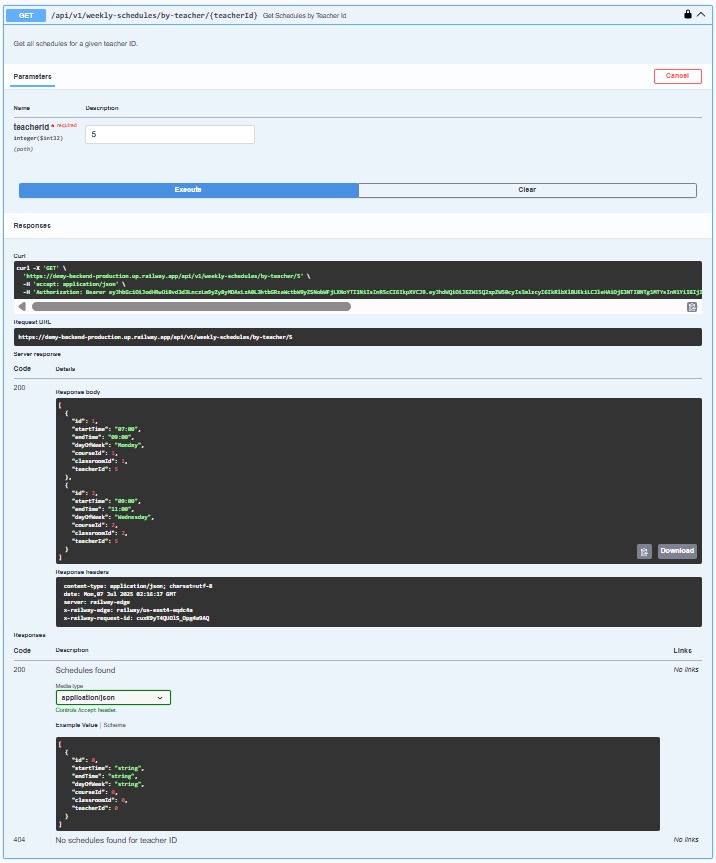 GET /api/v1/weekly-schedules/by-teacher/{teacherId} Get Schedules by Teacher Id
Get all schedules for a given teacher ID.
Parameters
Cancel
Name Description
teacherId * required
integer($int32)
(path)
5
Execute Clear
Responses
Curl
curl -X 'GET' \
'https://demy-backend-production.up.railway.app/api/v1/weekly-schedules/by-teacher/5' \
-H 'accept: application/json' \
-H 'Authorization: Bearer
Request URL
https://demy-backend-production.up.railway.app/api/v1/weekly-schedules/by-teacher/5
Server response
Code Details
200
Response body
[
{
"id": 1,
"startTime": "07:00",
"endTime": "09:00",
"dayOfWeek": "Monday",
"courseId": 1,
"classroomId": 1,
"teacherId": 5
},
{
"id": 2,
"startTime": "09:00",
"endTime": "11:00",
"dayOfWeek": "Wednesday",
"courseId": 2,
"classroomId": 2,
"teacherId": 5
}
]
Download
Response headers
content-type: application/json; charset=utf-8
date: Mon,07 Jul 2025 02:16:17 GMT
server: railway-edge
x-railway-edge: railway/us-east4-eqdc4a
x-railway-request-id:
Responses
Code Description Links
200 Schedules found No links
Media type
application/json
Controls Accept header.
Example Value | Schema
[
{
"id": 0,
"startTime": "string",
"endTime": "string",
"dayOfWeek": "string",
"courseId": 0,
"classroomId": 0,
"teacherId": 0
}
]
404 No schedules found for teacher ID No links